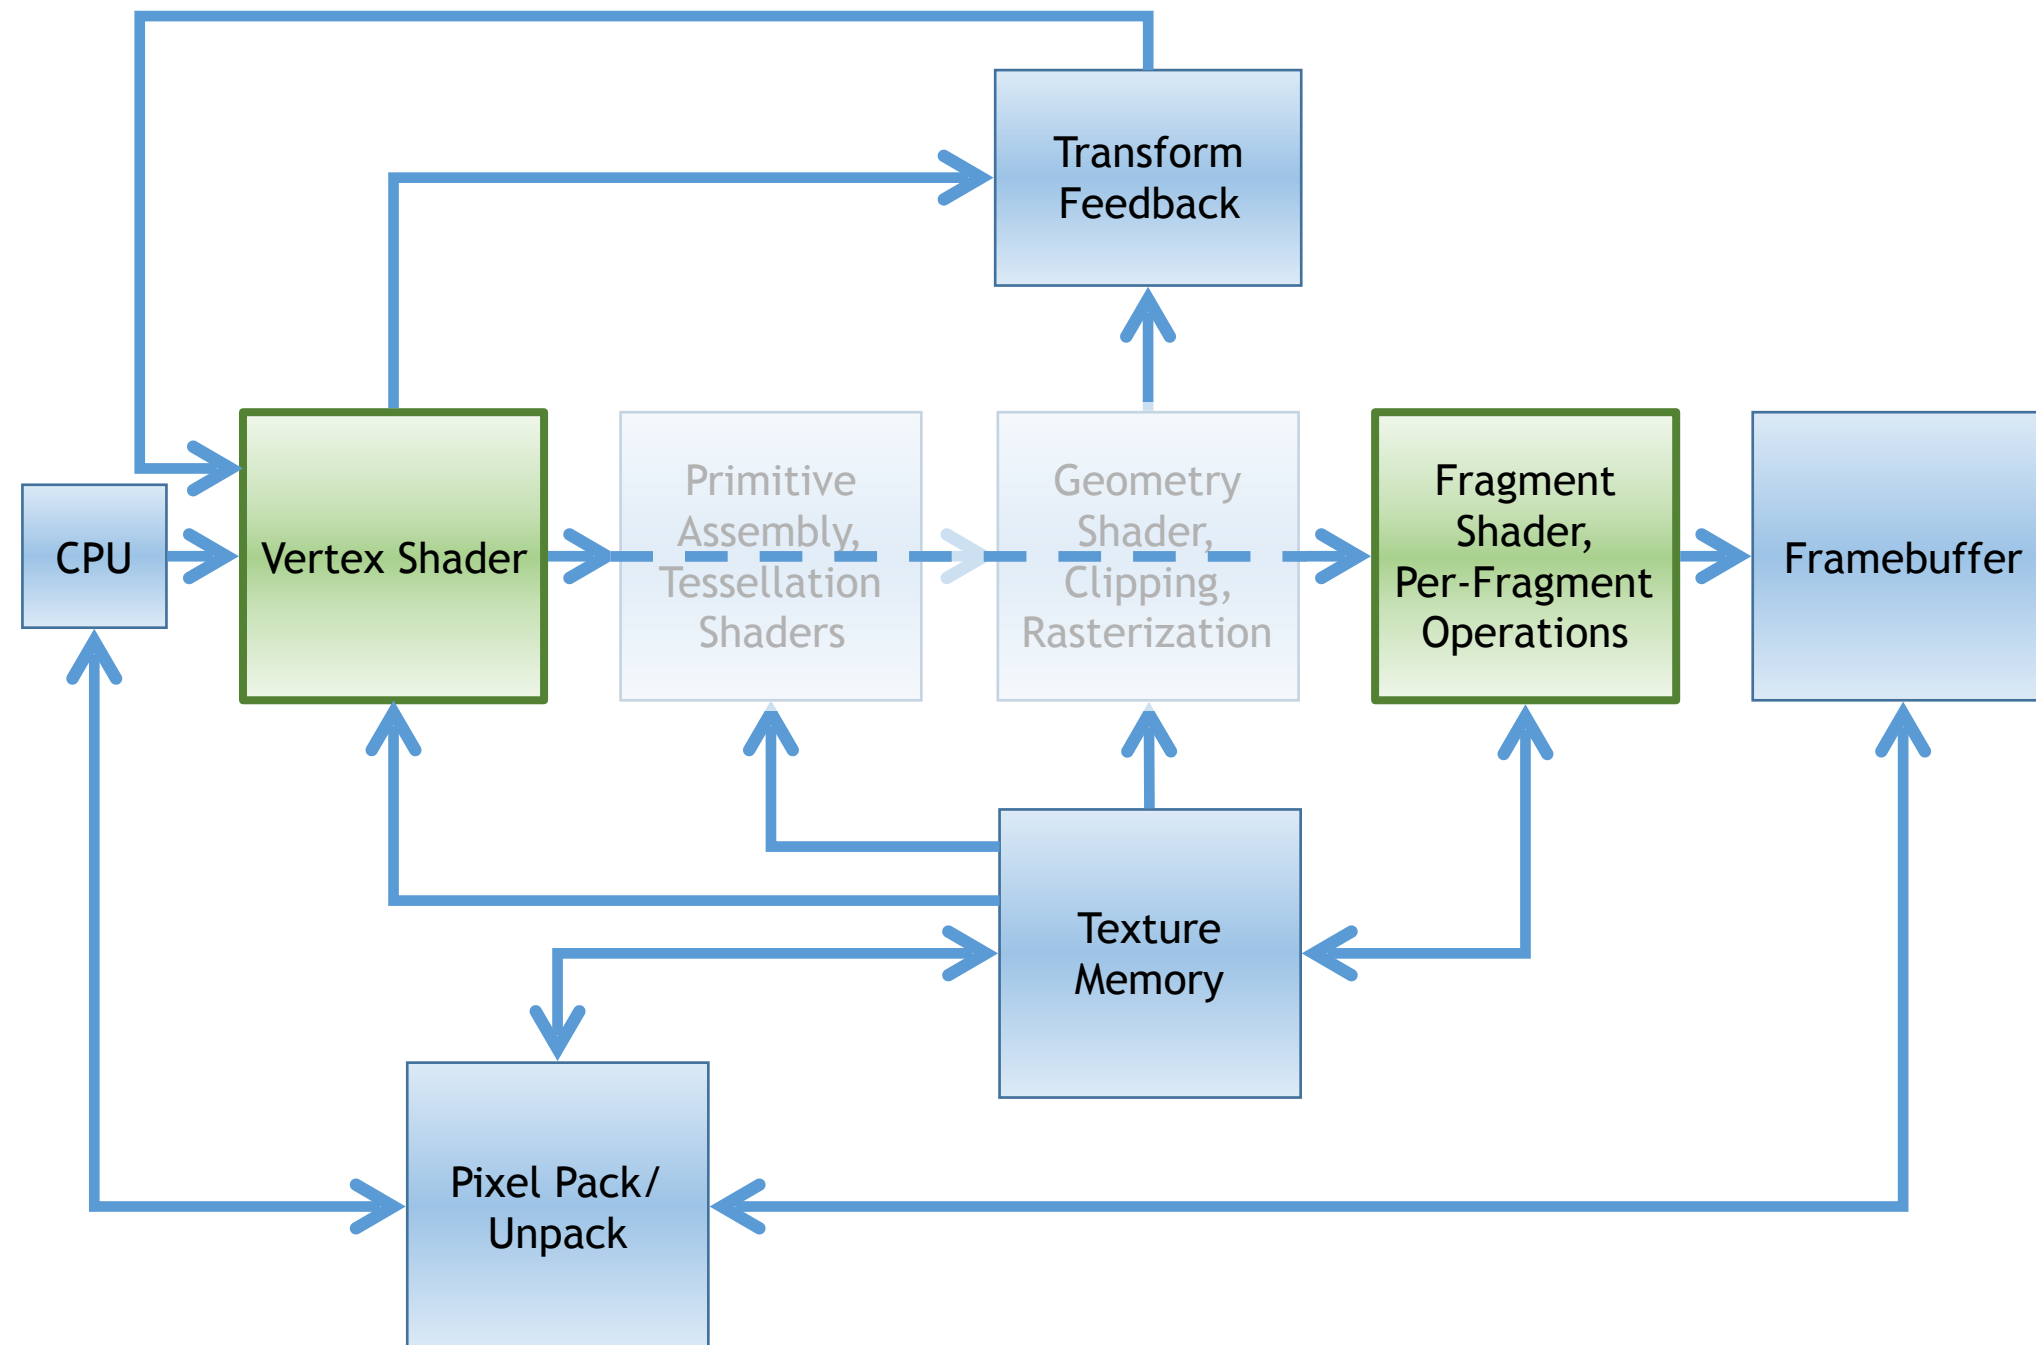 Transform
Feedback
CPU
Vertex Shader
Primitive
Assembly,
Tessellation
Shaders
Geometry
Shader,
Clipping,
Rasterization
Fragment
Shader,
Per-Fragment
Operations
Framebuffer
Texture
Memory
Pixel Pack/
Unpack